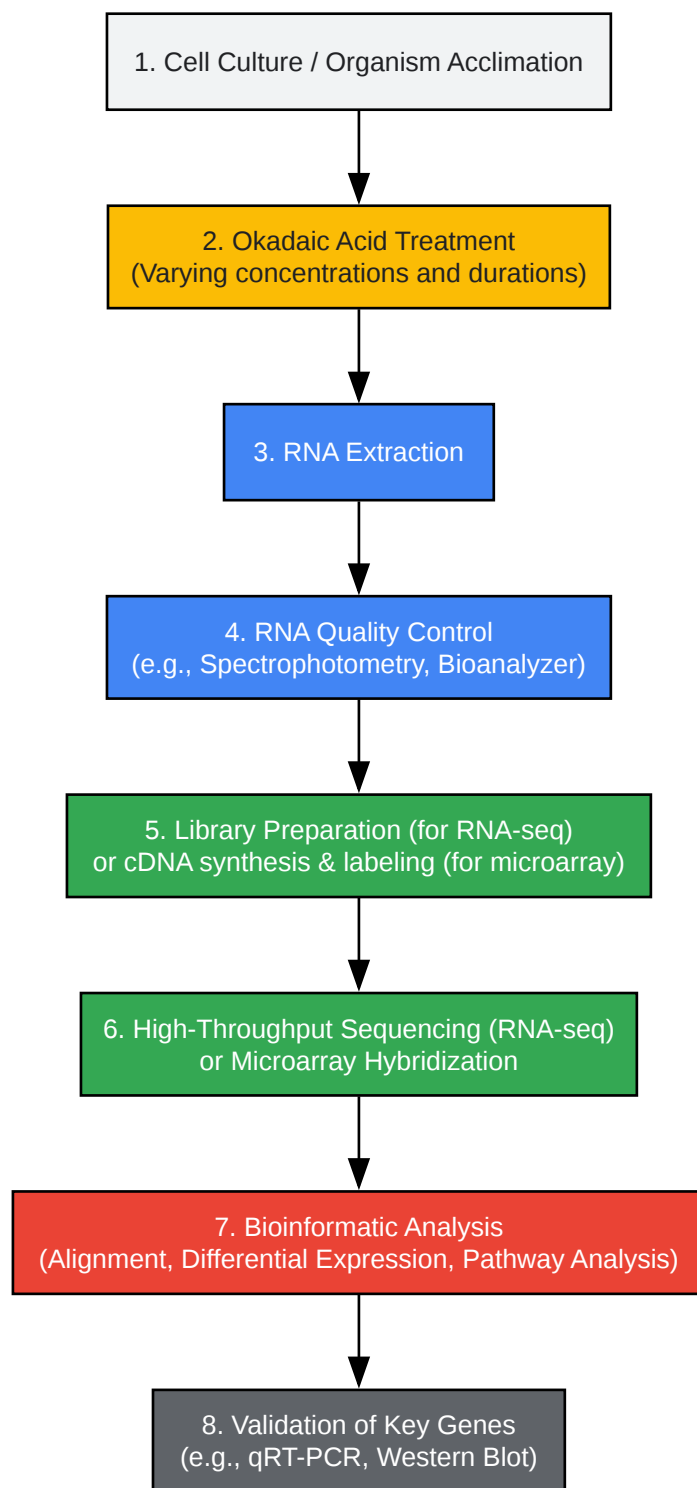 1. Cell Culture / Organism Acclimation
2. Okadaic Acid Treatment
(Varying concentrations and durations)
3. RNA Extraction
4. RNA Quality Control
(e.g., Spectrophotometry, Bioanalyzer)
5. Library Preparation (for RNA-seq)
or cDNA synthesis & labeling (for microarray)
6. High-Throughput Sequencing (RNA-seq)
or Microarray Hybridization
7. Bioinformatic Analysis
(Alignment, Differential Expression, Pathway Analysis)
8. Validation of Key Genes
(e.g., qRT-PCR, Western Blot)